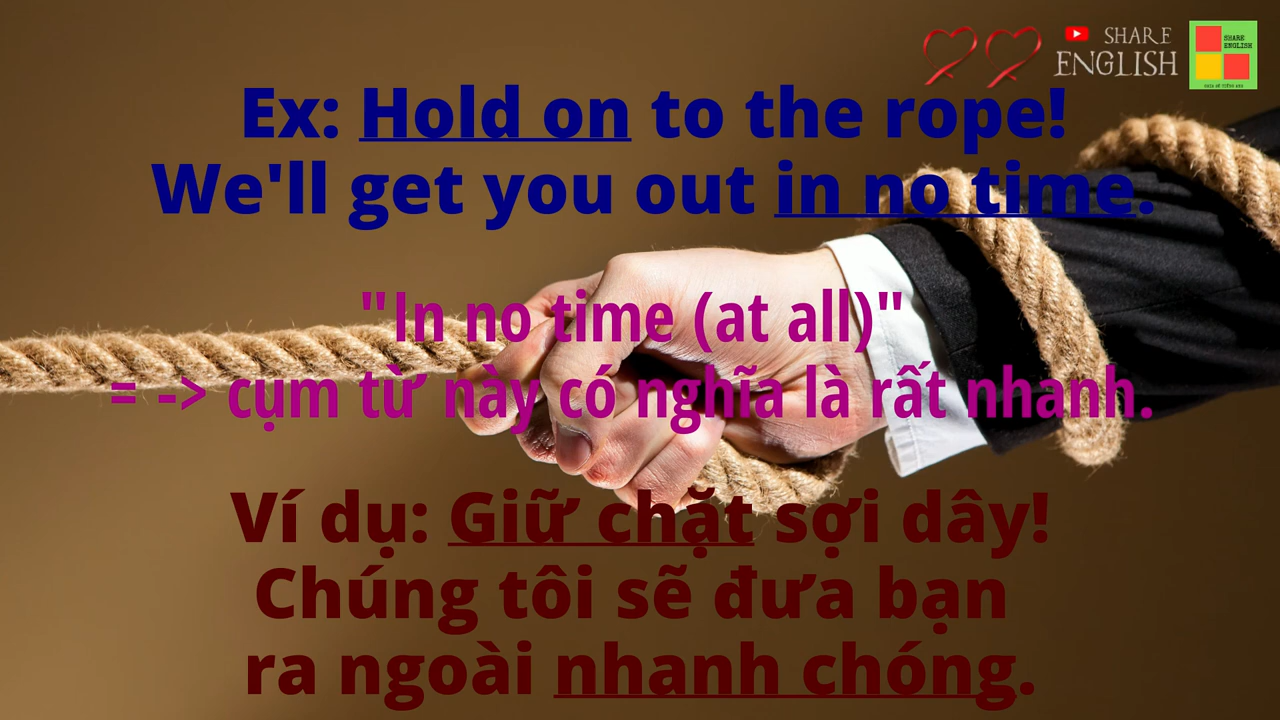 SHARE
ENGLISH
SHARE
ENGLISH
Ex: Hold on to the rope!
We'll get you out in no time.
"In no time (at all)"
= -> cụm từ này có nghĩa là rất nhanh.
Ví dụ: Giữ chặt sợi dây!
Chúng tôi sẽ đưa bạn
ra ngoài nhanh chóng.